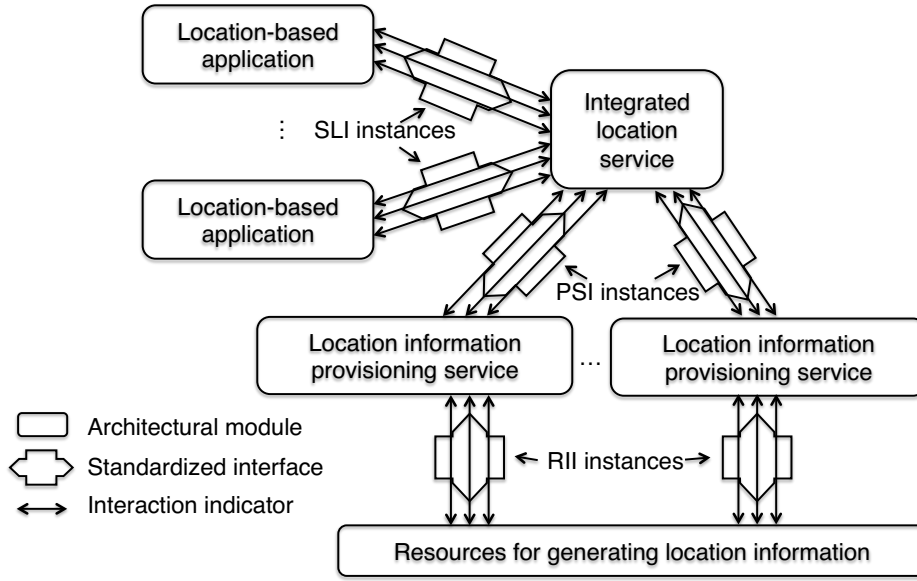 Location-based
application
Integrated
location
service
⋮ SLI instances
Location-based
application
PSI instances
Location information
provisioning service
...
Location information
provisioning service
Architectural module
Standardized interface
Interaction indicator
RII instances
Resources for generating location information